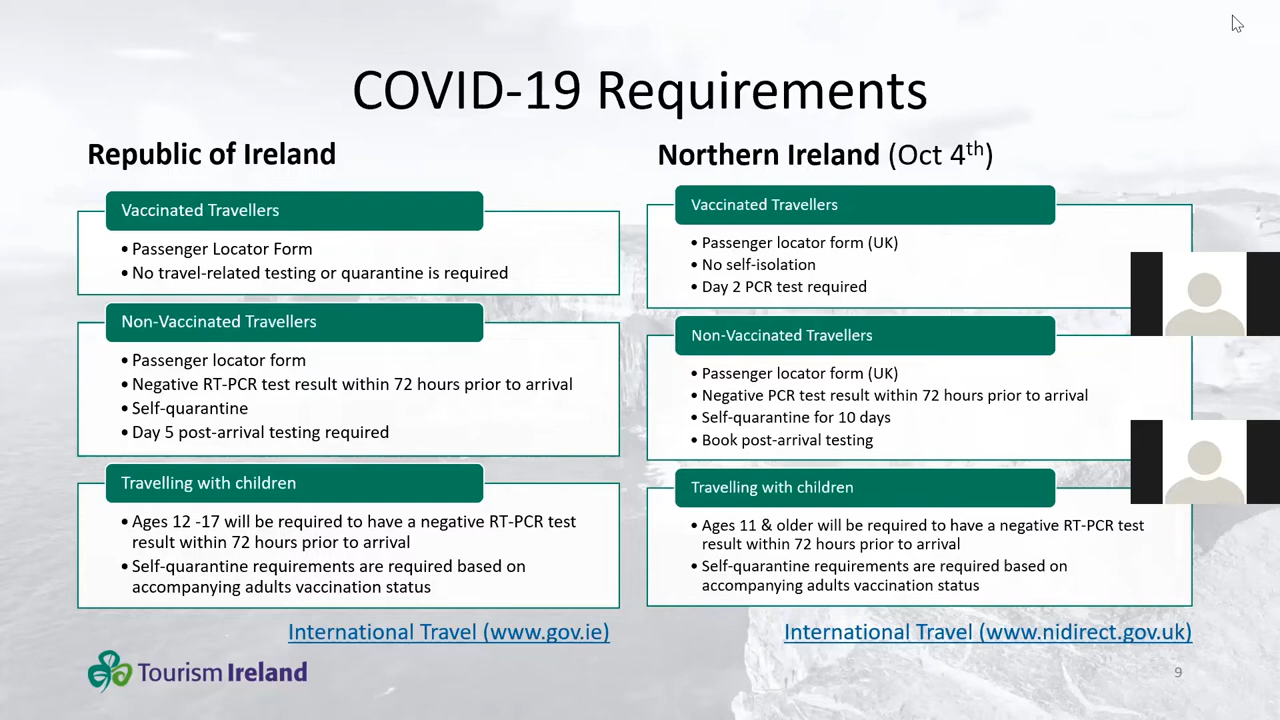 COVID-19 Requirements
Republic of Ireland
Vaccinated Travellers
• Passenger Locator Form
• No travel-related testing or quarantine is required
Non-Vaccinated Travellers
• Passenger locator form
• Negative RT-PCR test result within 72 hours prior to arrival
• Self-quarantine
• Day 5 post-arrival testing required
Travelling with children
• Ages 12 -17 will be required to have a negative RT-PCR test
result within 72 hours prior to arrival
• Self-quarantine requirements are required based on
accompanying adults vaccination status
International Travel (www.gov.ie)
Northern Ireland (Oct 4th)
Vaccinated Travellers
• Passenger locator form (UK)
• No self-isolation
• Day 2 PCR test required
Non-Vaccinated Travellers
• Passenger locator form (UK)
• Negative PCR test result within 72 hours prior to arrival
• Self-quarantine for 10 days
• Book post-arrival testing
Travelling with children
• Ages 11 & older will be required to have a negative RT-PCR test
result within 72 hours prior to arrival
• Self-quarantine requirements are required based on
accompanying adults vaccination status
International Travel (www.nidirect.gov.uk)
Tourism Ireland
9